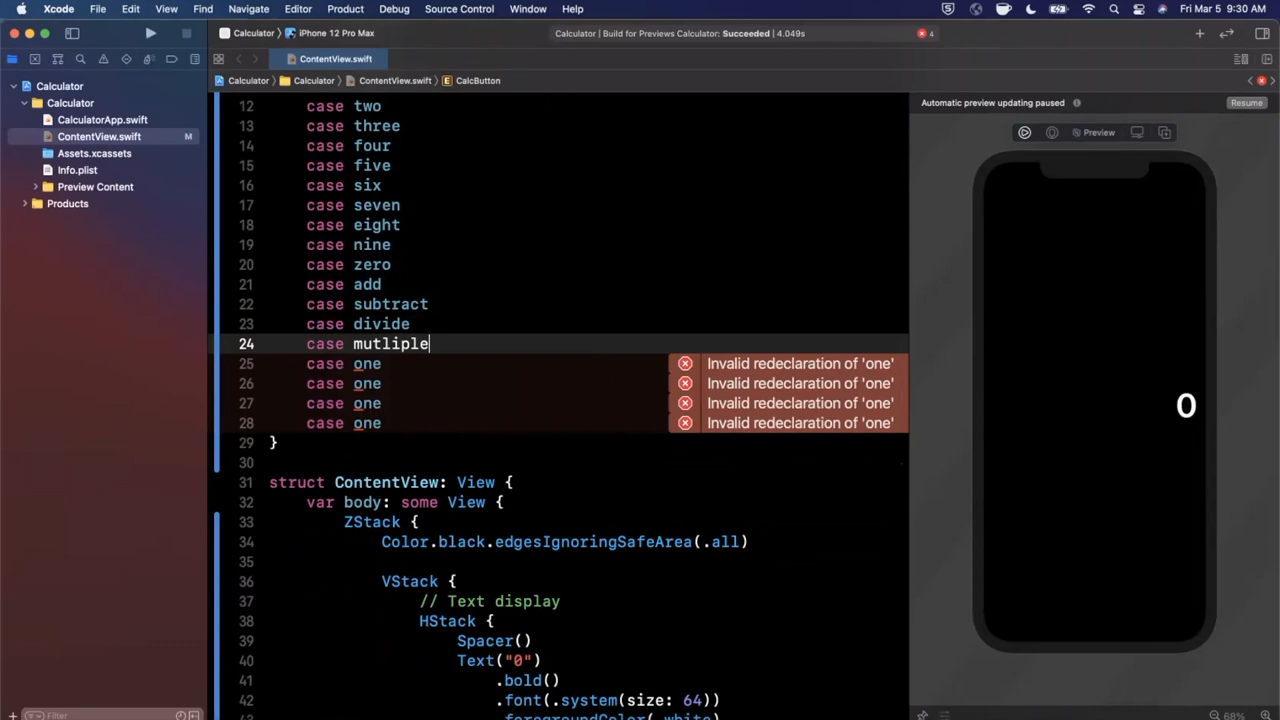 Xcode File Edit View Navigate Editor Product Debug Source Control Window Help Fri Mar 5 9:30 AM
Calculator iPhone 12 Pro Max Calculator | Build for Previews Calculator: Succeeded | 4.049s 4
ContentView.swift
Calculator Calculator ContentView.swift E CalcButton
Calculator
Calculator
CalculatorApp.swift
ContentView.swift M
Assets.xcassets
Info.plist
Preview Content
Products
Filter
12 case two
13 case three
14 case four
15 case five
16 case six
17 case seven
18 case eight
19 case nine
20 case zero
21 case add
22 case subtract
23 case divide
24 case mutliple
25 case one Invalid redeclaration of 'one'
26 case one Invalid redeclaration of 'one'
27 case one Invalid redeclaration of 'one'
28 case one Invalid redeclaration of 'one'
29 }
30
31 struct ContentView: View {
32 var body: some View {
33 ZStack {
34 Color.black.edgesIgnoringSafeArea(.all)
35
36 VStack {
37 // Text display
38 HStack {
39 Spacer()
40 Text("0")
41 .bold()
42 .font(.system(size: 64))
43 .foregroundColor(.white)
Automatic preview updating paused Resume
Preview
0
68%